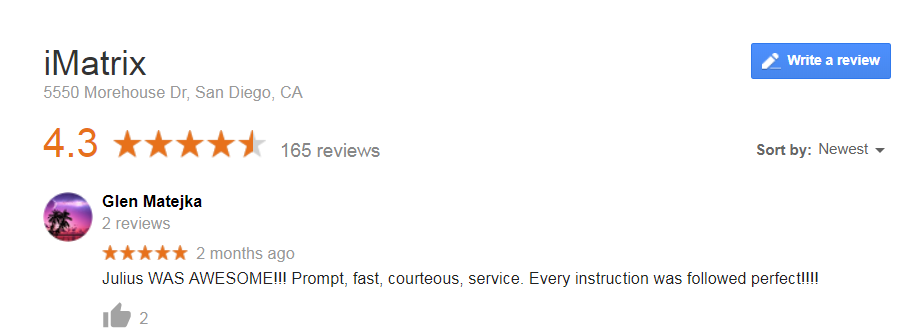 iMatrix
Write a review
5550 Morehouse Dr, San Diego, CA
4.3 165 reviews
Sort by: Newest
Glen Matejka
2 reviews
2 months ago
Julius WAS AWESOME!!! Prompt, fast, courteous, service. Every instruction was followed perfect!!!!
2